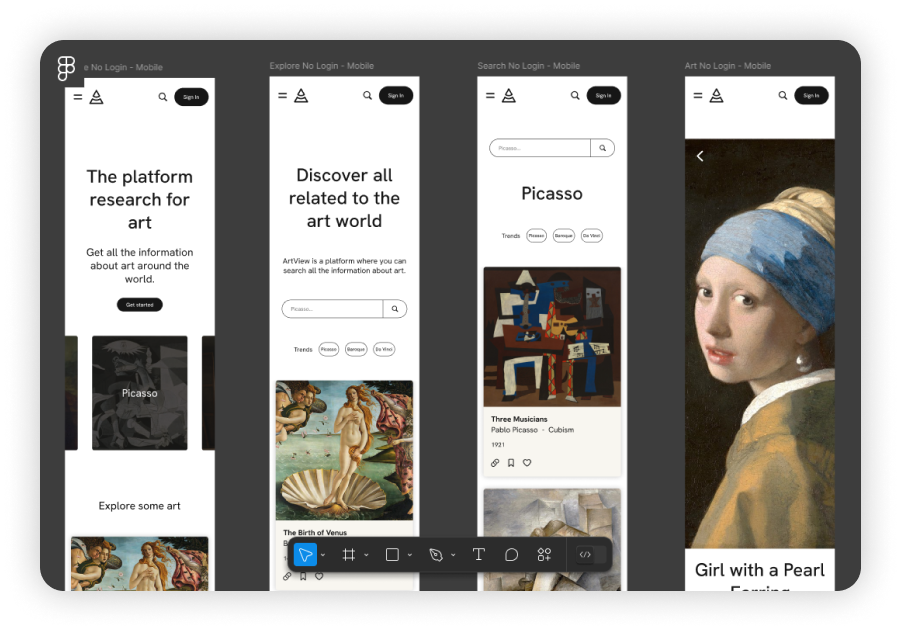 e No Login - Mobile
Sign In
The platform
research for
art
Get all the information
about art around the
world.
Get started
Picasso
Explore some art
Explore No Login - Mobile
Sign In
Discover all
related to the
art world
ArtView is a platform where you can
search all the information about art.
Picasso...
Trends Picasso Baroque Da Vinci
The Birth of Venus
Search No Login - Mobile
Sign In
Picasso...
Picasso
Trends Picasso Baroque Da Vinci
Three Musicians
Pablo Picasso - Cubism
1921
Art No Login - Mobile
Sign In
Girl with a Pearl
Earring
T